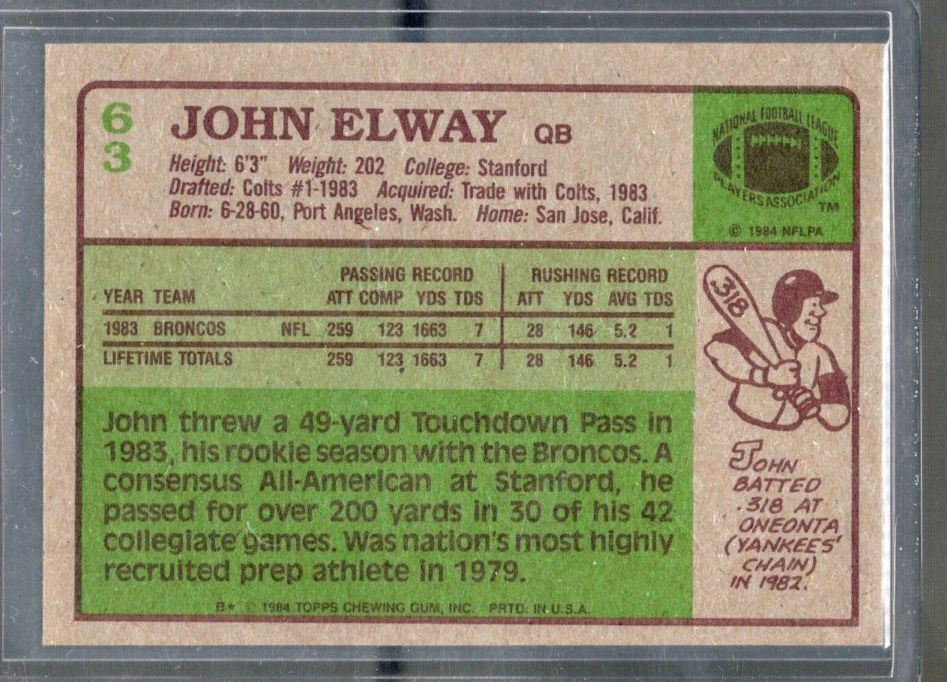 63
JOHN ELWAY QB
Height: 6'3" Weight: 202 College: Stanford
Drafted: Colts #1-1983 Acquired: Trade with Colts, 1983
Born: 6-28-60, Port Angeles, Wash. Home: San Jose, Calif.
NATIONAL FOOTBALL LEAGUE
PLAYERS ASSOCIATION
TM
© 1984 NFLPA
PASSING RECORD RUSHING RECORD
YEAR TEAM ATT COMP YDS TDS ATT YDS AVG TDS
1983 BRONCOS NFL 259 123 1663 7 28 146 5.2 1
LIFETIME TOTALS 259 123 1663 7 28 146 5.2 1
John threw a 49-yard Touchdown Pass in
1983, his rookie season with the Broncos. A
consensus All-American at Stanford, he
passed for over 200 yards in 30 of his 42
collegiate games. Was nation's most highly
recruited prep athlete in 1979.
.318
JOHN
BATTED
.318 AT
ONEONTA
(YANKEES'
CHAIN)
IN 1982.
B* © 1984 TOPPS CHEWING GUM, INC. PRTD. IN U.S.A.